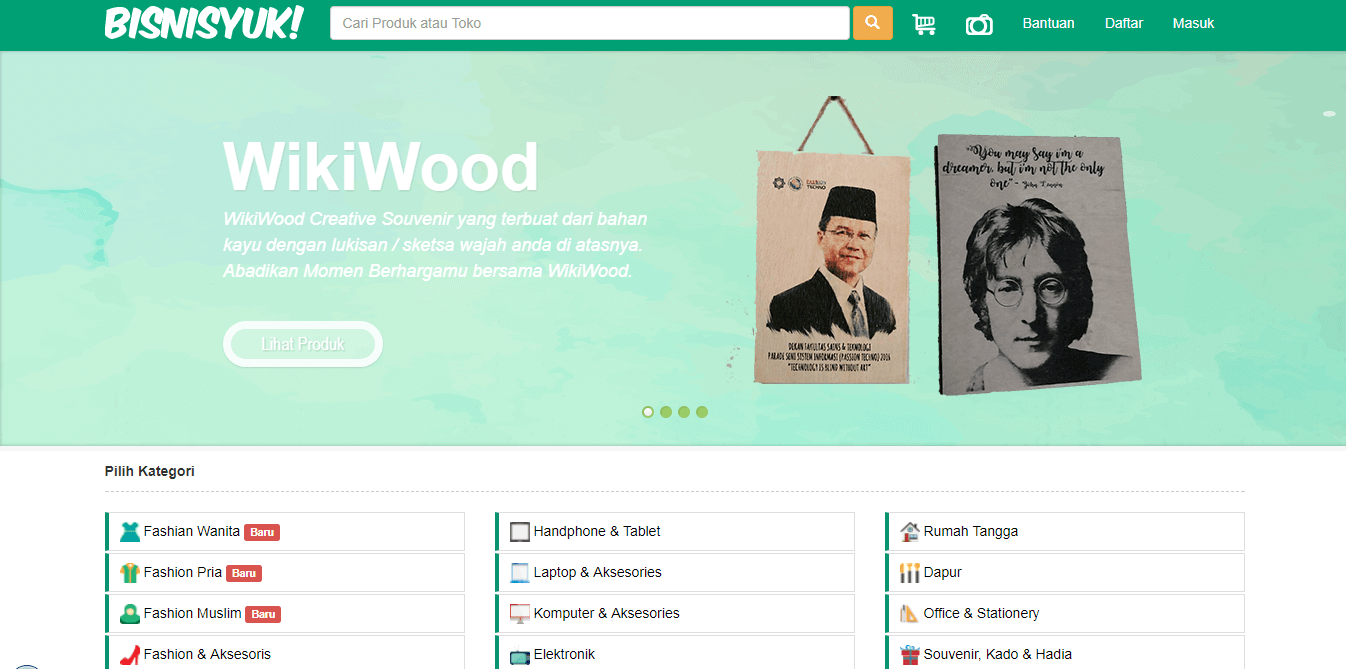 BISNISYUK!
Cari Produk atau Toko
Bantuan
Daftar
Masuk
WikiWood
WikiWood Creative Souvenir yang terbuat dari bahan
kayu dengan lukisan / sketsa wajah anda di atasnya.
Abadikan Momen Berhargamu bersama WikiWood.
Lihat Produk
TECHNO
DEKAN FAKULTAS SAINS & TEKNOLOGI
PARADE SENI SISTEM INFORMASI (PASSION TECHNO) 2016
"TECHNOLOGY IS BLIND WITHOUT ART"
"You may say i'm a
dreamer, but i'm not the only
one" - John Lennon
Pilih Kategori
Fashian Wanita Baru
Fashion Pria Baru
Fashion Muslim Baru
Fashion & Aksesoris
Handphone & Tablet
Laptop & Aksesories
Komputer & Aksesories
Elektronik
Rumah Tangga
Dapur
Office & Stationery
Souvenir, Kado & Hadia